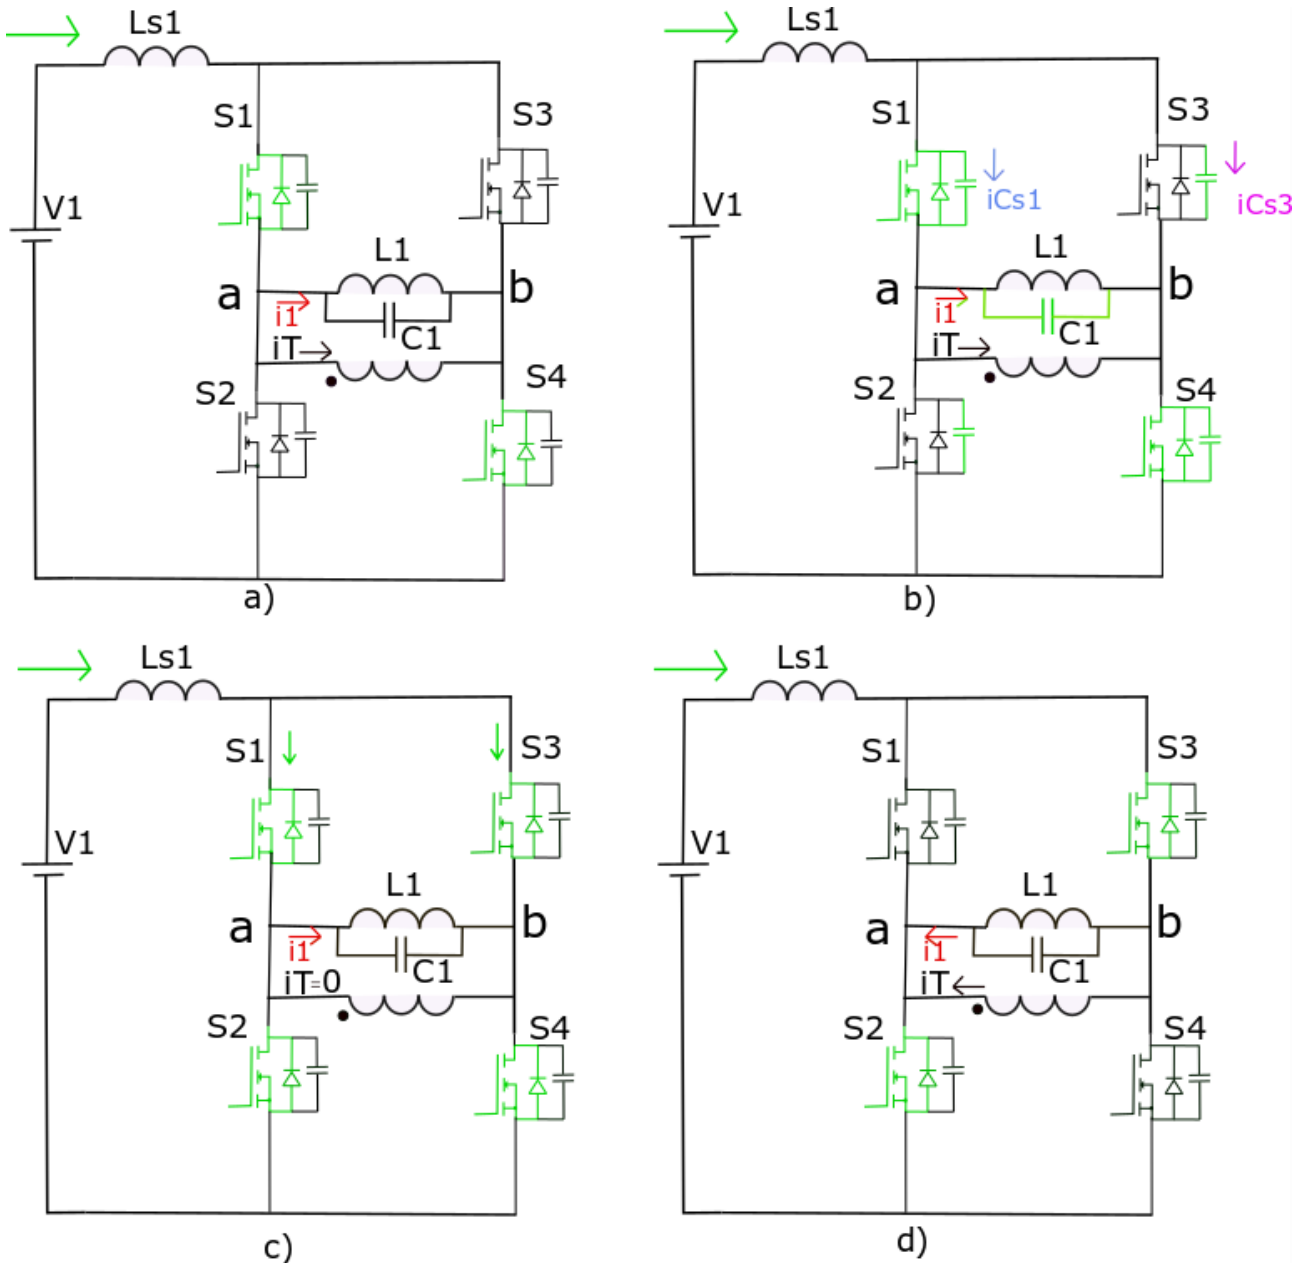 Ls1
S1
S3
V1
L1
a
b
i1
C1
iT
S2
S4
a)
Ls1
S1
S3
iCs1
iCs3
V1
L1
a
b
i1
C1
iT
S2
S4
b)
Ls1
S1
S3
V1
L1
a
b
i1
C1
iT=0
S2
S4
c)
Ls1
S1
S3
V1
L1
a
b
i1
C1
iT
S2
S4
d)